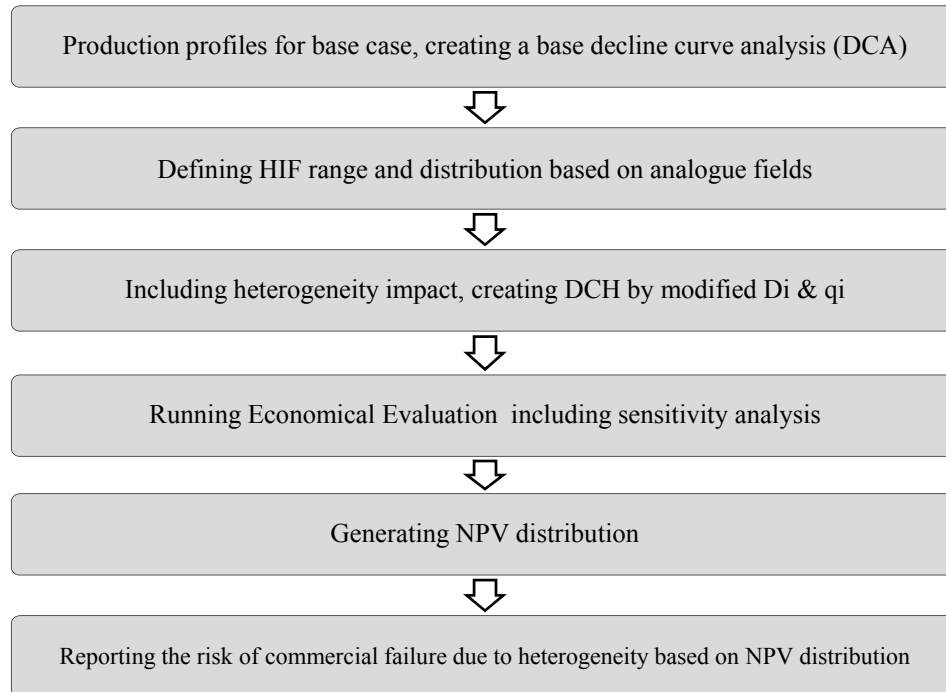 Production profiles for base case, creating a base decline curve analysis (DCA)
Defining HIF range and distribution based on analogue fields
Including heterogeneity impact, creating DCH by modified Di & qi
Running Economical Evaluation  including sensitivity analysis
Generating NPV distribution
Reporting the risk of commercial failure due to heterogeneity based on NPV distribution